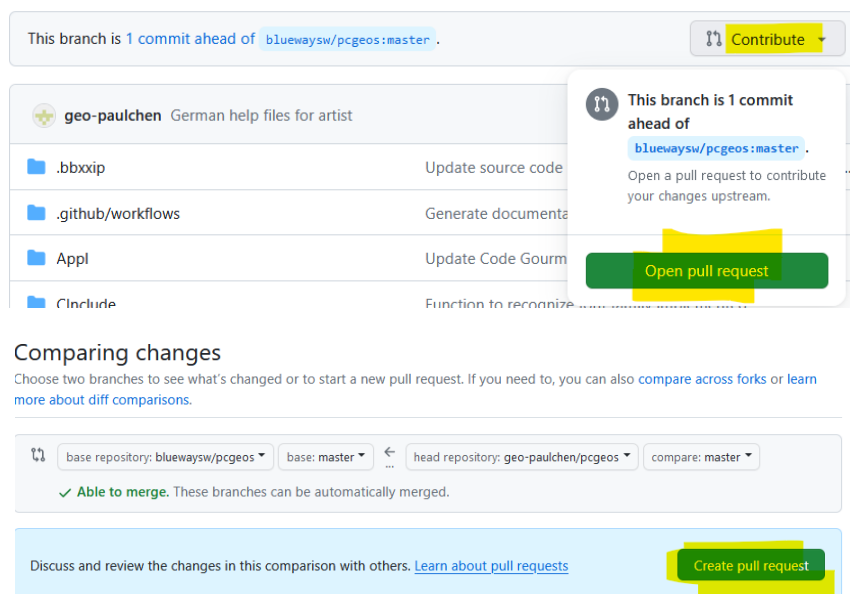 This branch is 1 commit ahead of bluewaysw/pcgeos:master .
Contribute
This branch is 1 commit
ahead of
bluewaysw/pcgeos:master .
Open a pull request to contribute
your changes upstream.
Open pull request
geo-paulchen German help files for artist
.bbxxip Update source code
.github/workflows Generate documenta
Appl Update Code Gourm
CInclude Function to recognize
Comparing changes
Choose two branches to see what's changed or to start a new pull request. If you need to, you can also compare across forks or learn
more about diff comparisons.
base repository: bluewaysw/pcgeos base: master ← head repository: geo-paulchen/pcgeos compare: master
...
✓ Able to merge. These branches can be automatically merged.
Discuss and review the changes in this comparison with others. Learn about pull requests Create pull request